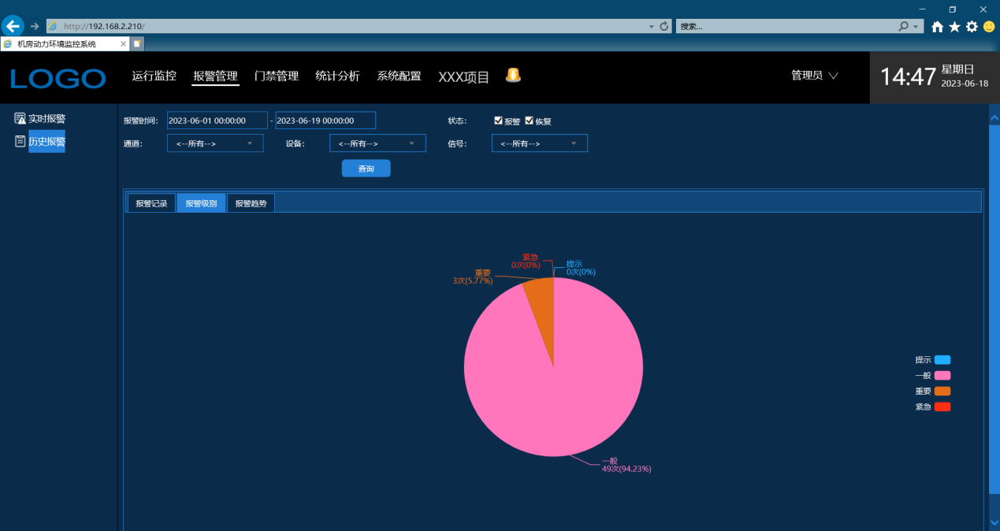 http://192.168.2.210/
搜索...
机房动力环境监控系统
LOGO
运行监控 报警管理 门禁管理 统计分析 系统配置 XXX项目
管理员
14:47
星期日
2023-06-18
实时报警
历史报警
报警时间: 2023-06-01 00:00:00 - 2023-06-19 00:00:00 状态: 报警 恢复
通道: <--所有--> 设备: <--所有--> 信号: <--所有-->
查询
报警记录 报警级别 报警趋势
紧急
0次(0%)
提示
0次(0%)
重要
3次(5.77%)
一般
49次(94.23%)
提示
一般
重要
紧急